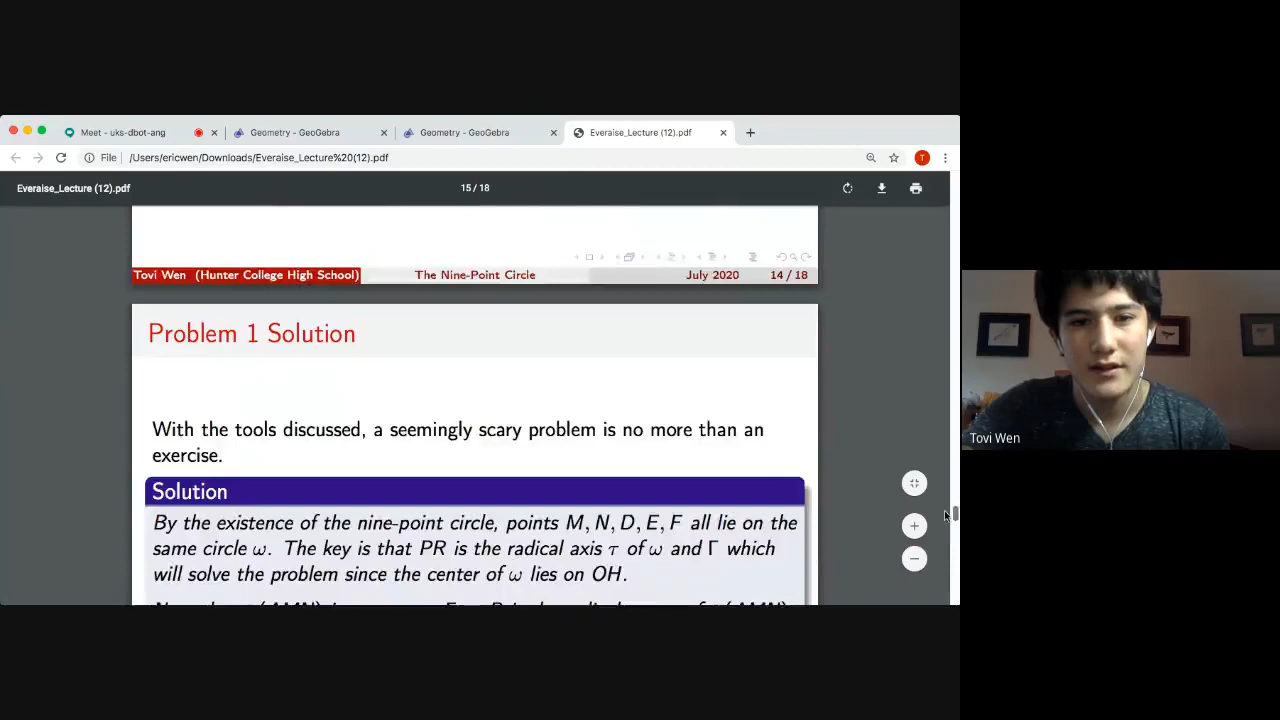 Meet - uks-dbot-ang
Geometry - GeoGebra
Geometry - GeoGebra
Everaise_Lecture (12).pdf
File /Users/ericwen/Downloads/Everaise_Lecture%20(12).pdf
T
Everaise_Lecture (12).pdf
15 / 18
Tovi Wen (Hunter College High School)
The Nine-Point Circle
July 2020
14 / 18
Problem 1 Solution
With the tools discussed, a seemingly scary problem is no more than an
exercise.
Solution
By the existence of the nine-point circle, points M, N, D, E, F all lie on the
same circle ω. The key is that PR is the radical axis τ of ω and Γ which
will solve the problem since the center of ω lies on OH.
Tovi Wen